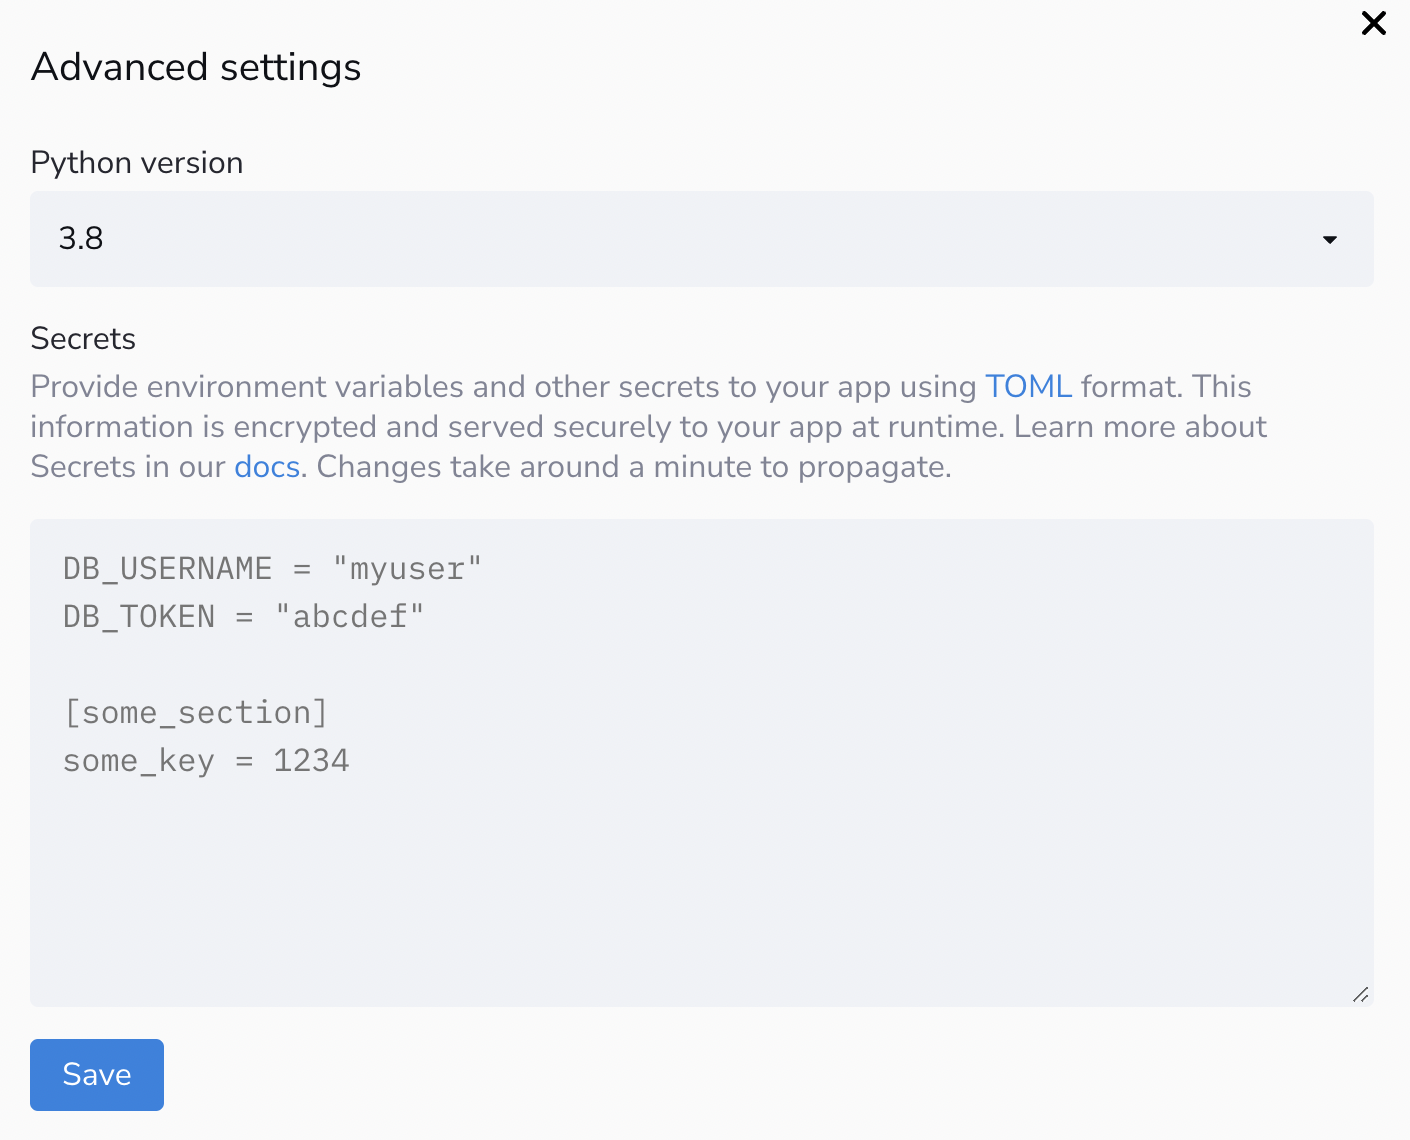 Advanced settings
Python version
3.8
Secrets
Provide environment variables and other secrets to your app using TOML format. This
information is encrypted and served securely to your app at runtime. Learn more about
Secrets in our docs. Changes take around a minute to propagate.
DB_USERNAME = "myuser"
DB_TOKEN = "abcdef"
[some_section]
some_key = 1234
Save